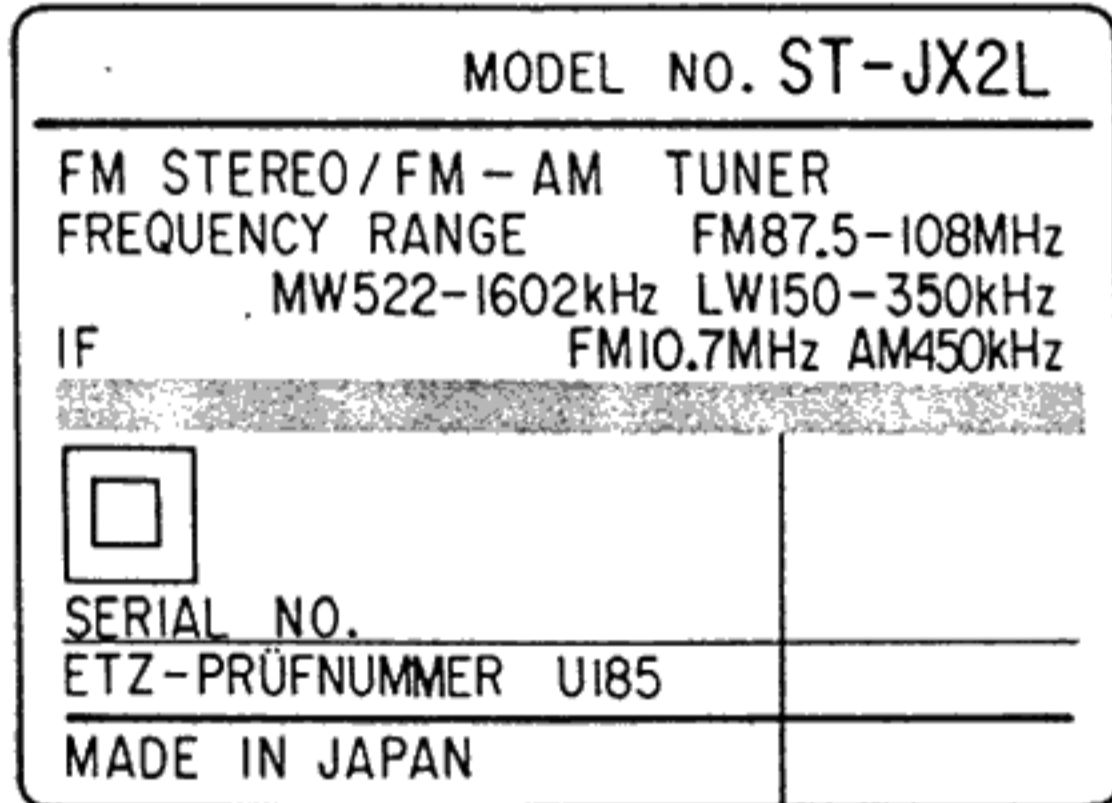 MODEL NO. ST-JX2L
FM STEREO/FM-AM TUNER
FREQUENCY RANGE FM87.5-108MHz
MW522-1602kHz LW150-350kHz
IF FM10.7MHz AM450kHz
SERIAL NO.
ETZ-PRÜFNUMMER U185
MADE IN JAPAN